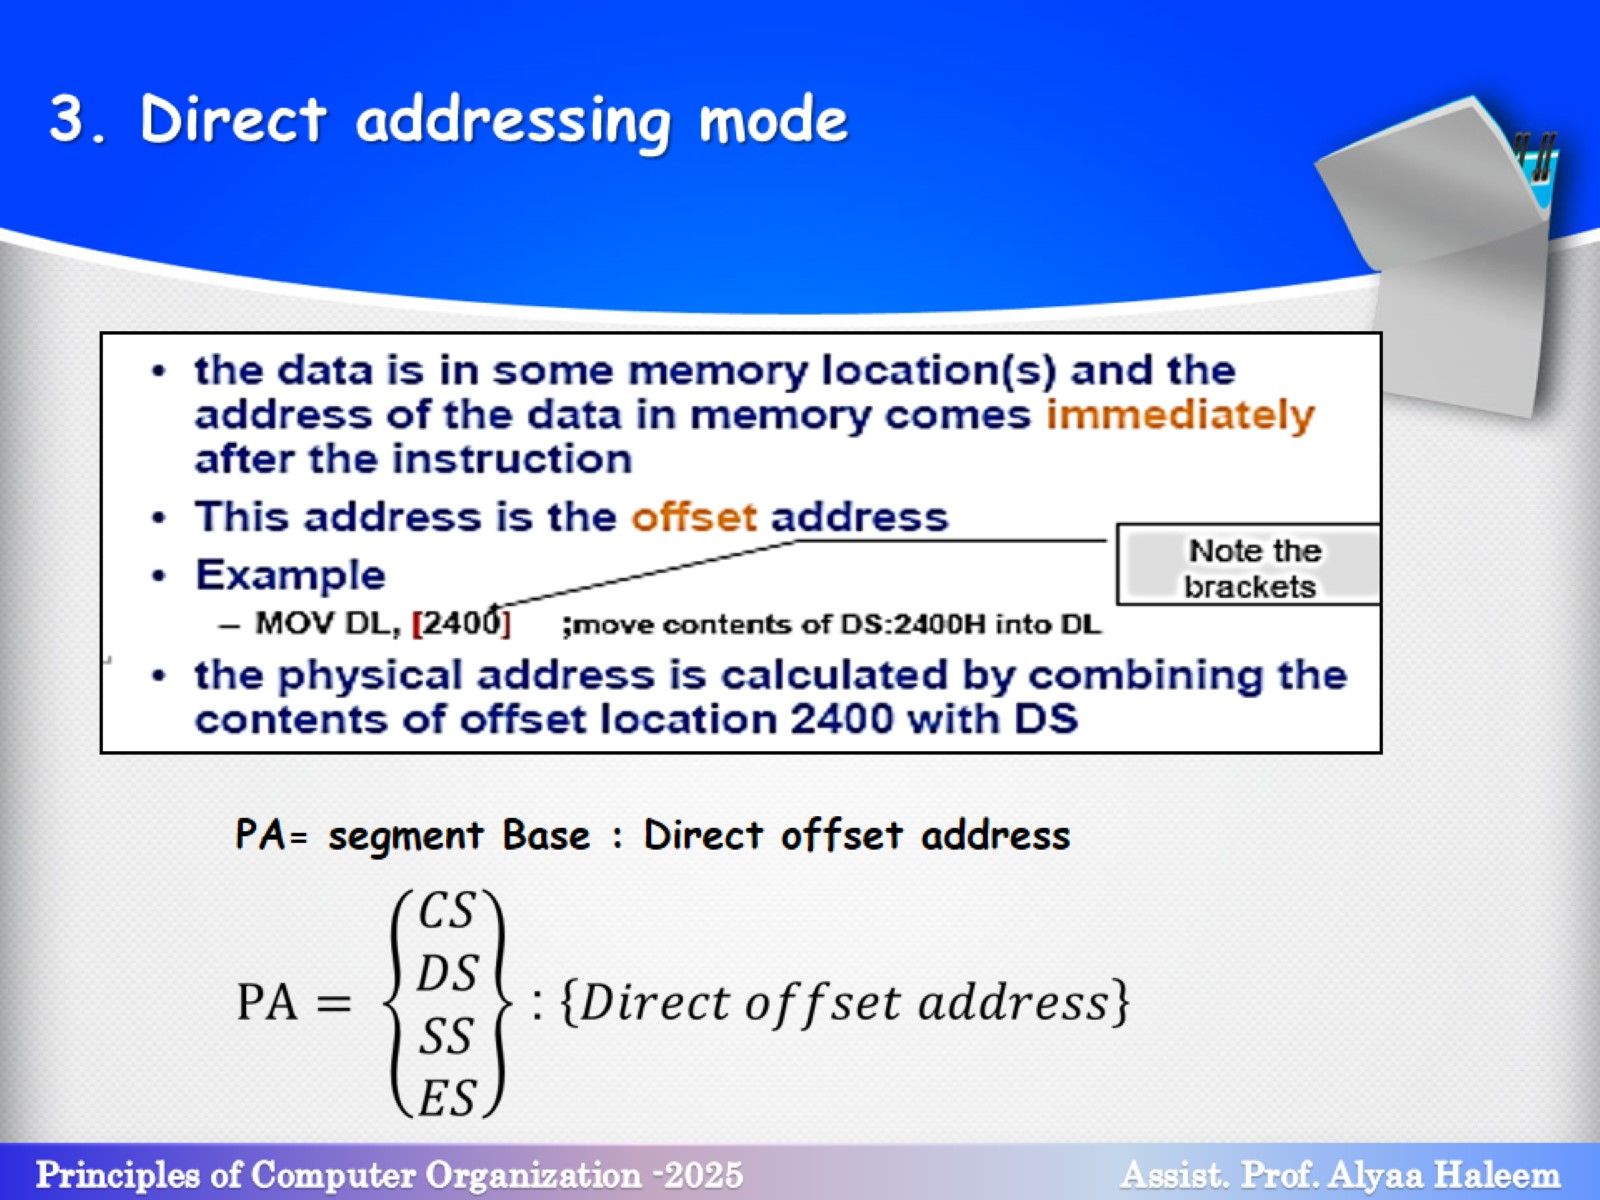 3. Direct addressing mode
• the data is in some memory location(s) and the
address of the data in memory comes immediately
after the instruction
• This address is the offset address
Note the
brackets
• Example
– MOV DL, [2400] ;move contents of DS:2400H into DL
• the physical address is calculated by combining the
contents of offset location 2400 with DS
PA= segment Base : Direct offset address
PA = {CS DS SS ES} : {Direct offset address}
Principles of Computer Organization -2025
Assist. Prof. Alyaa Haleem